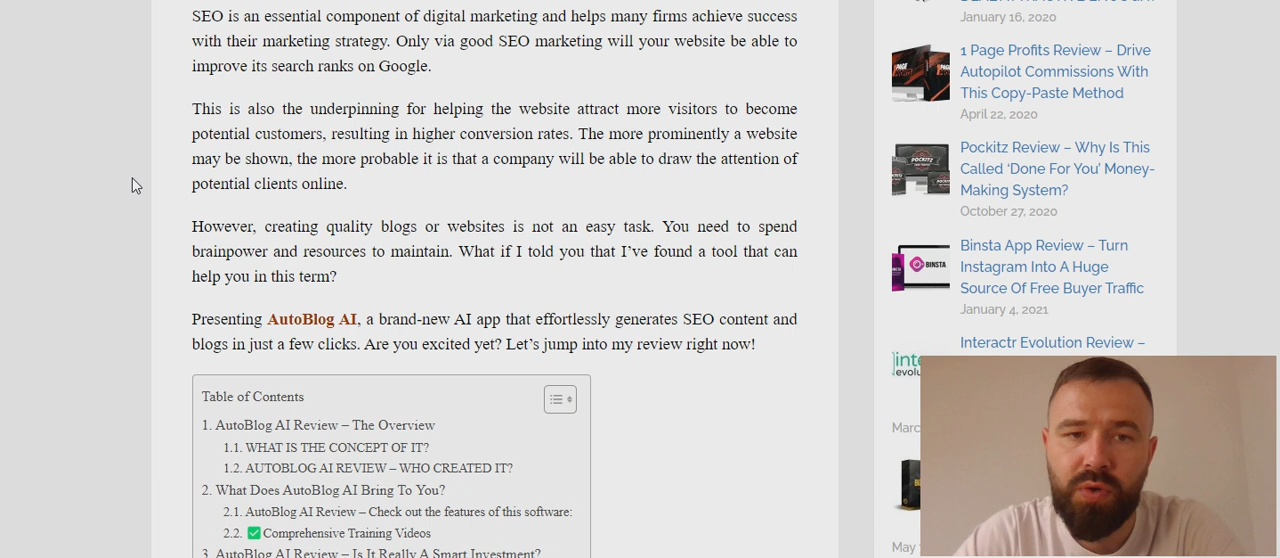 SEO is an essential component of digital marketing and helps many firms achieve success
with their marketing strategy. Only via good SEO marketing will your website be able to
improve its search ranks on Google.
This is also the underpinning for helping the website attract more visitors to become
potential customers, resulting in higher conversion rates. The more prominently a website
may be shown, the more probable it is that a company will be able to draw the attention of
potential clients online.
However, creating quality blogs or websites is not an easy task. You need to spend
brainpower and resources to maintain. What if I told you that I’ve found a tool that can
help you in this term?
Presenting AutoBlog AI, a brand-new AI app that effortlessly generates SEO content and
blogs in just a few clicks. Are you excited yet? Let’s jump into my review right now!
Table of Contents
1. AutoBlog AI Review – The Overview
1.1. WHAT IS THE CONCEPT OF IT?
1.2. AUTOBLOG AI REVIEW – WHO CREATED IT?
2. What Does AutoBlog AI Bring To You?
2.1. AutoBlog AI Review – Check out the features of this software:
2.2. ✅ Comprehensive Training Videos
3. AutoBlog AI Review – Is It Really A Smart Investment?
January 16, 2020
1 Page Profits Review – Drive
Autopilot Commissions With
This Copy-Paste Method
April 22, 2020
POCKITZ
Pockitz Review – Why Is This
Called ‘Done For You’ Money-
Making System?
October 27, 2020
BINSTA
Binsta App Review – Turn
Instagram Into A Huge
Source Of Free Buyer Traffic
January 4, 2021
Interactr Evolution Review –